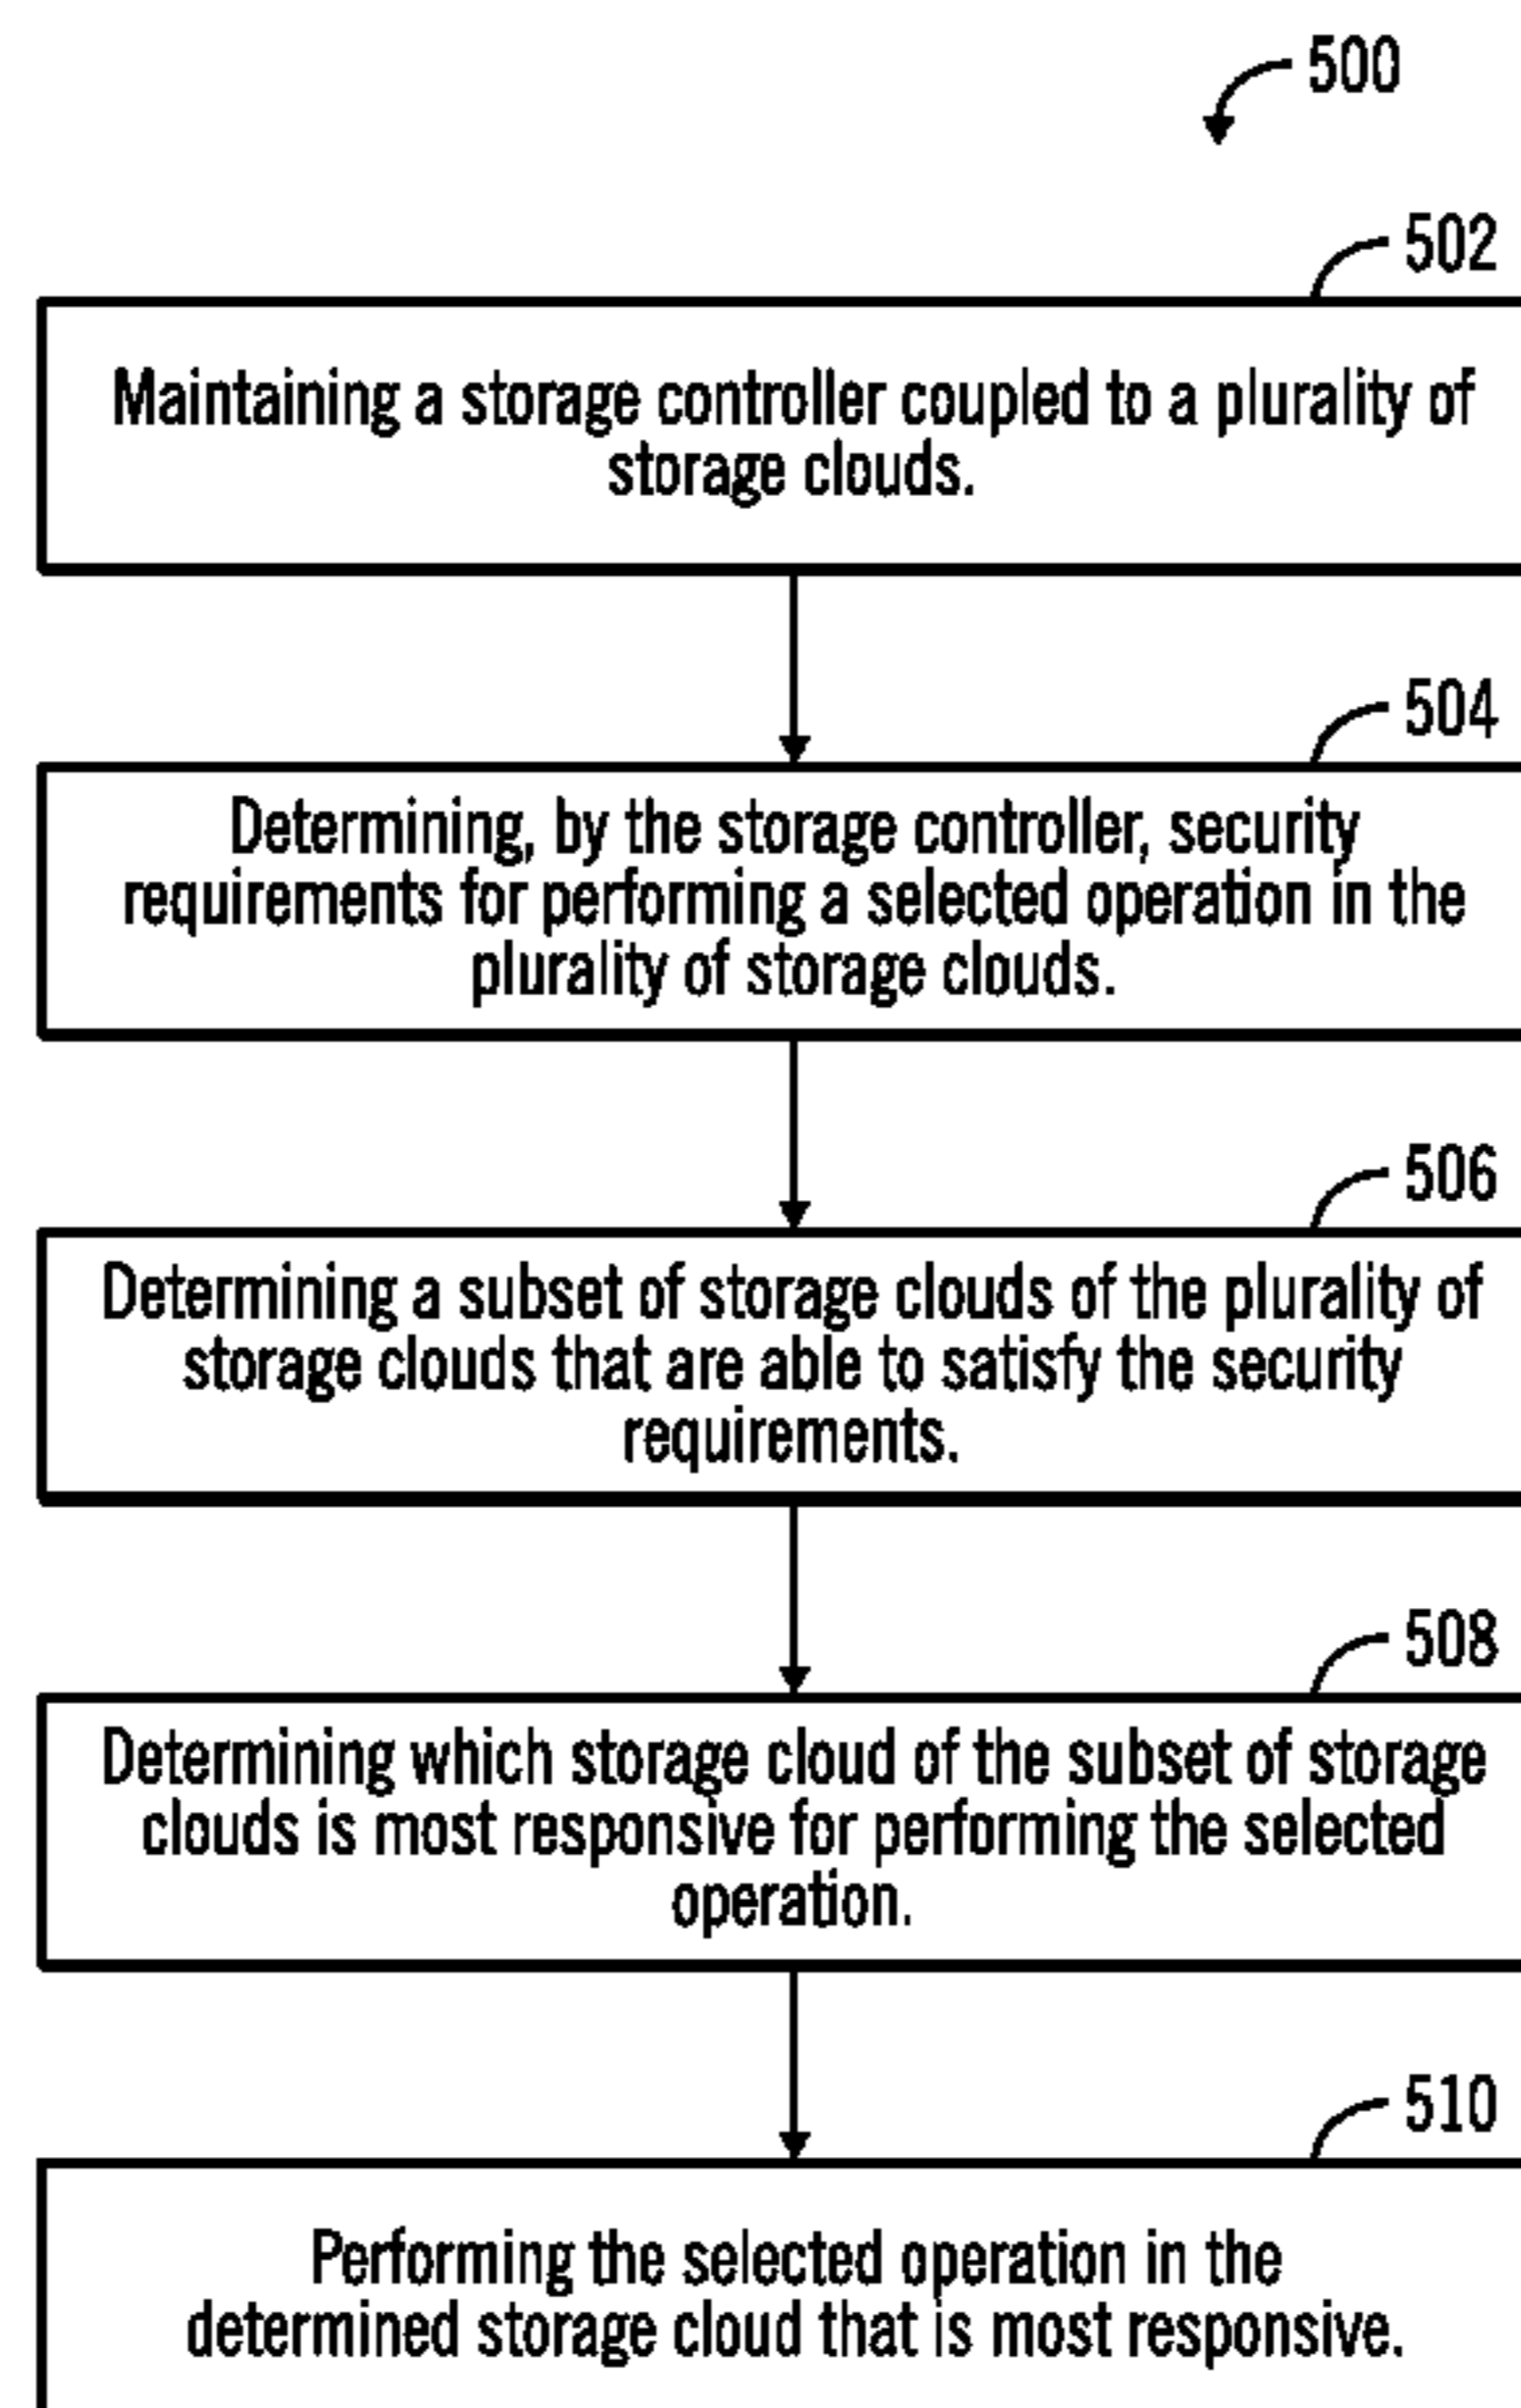 500
502
Maintaining a storage controller coupled to a plurality of
storage clouds.
504
Determining, by the storage controller, security
requirements for performing a selected operation in the
plurality of storage clouds.
506
Determining a subset of storage clouds of the plurality of
storage clouds that are able to satisfy the security
requirements.
508
Determining which storage cloud of the subset of storage
clouds is most responsive for performing the selected
operation.
510
Performing the selected operation in the
determined storage cloud that is most responsive.